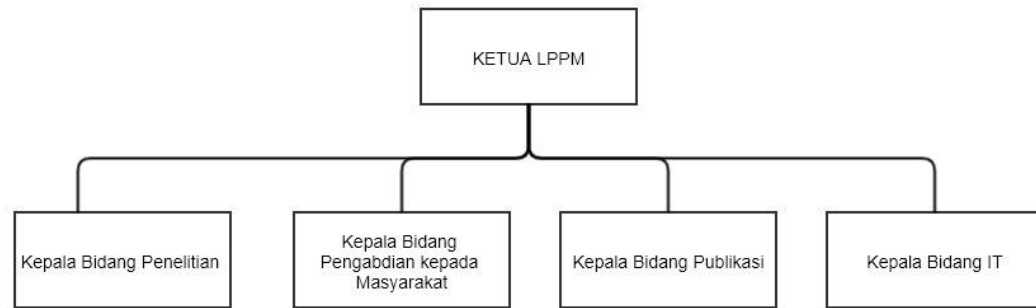 KETUA LPPM
Kepala Bidang Penelitian
Kepala Bidang
Pengabdian kepada
Masyarakat
Kepala Bidang Publikasi
Kepala Bidang IT